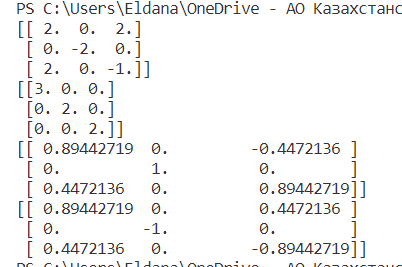 PS C:\Users\Eldana\OneDrive - АО Казахстанс
[[ 2.  0.  2.]
 [ 0. -2.  0.]
 [ 2.  0. -1.]]
[[3. 0. 0.]
 [0. 2. 0.]
 [0. 0. 2.]]
[[ 0.89442719  0.         -0.4472136 ]
 [ 0.          1.          0.        ]
 [ 0.4472136   0.          0.89442719]]
[[ 0.89442719  0.          0.4472136 ]
 [ 0.         -1.          0.        ]
 [ 0.4472136   0.         -0.89442719]]
PS C:\Users\Eldana\OneDrive - АО Казахстанс